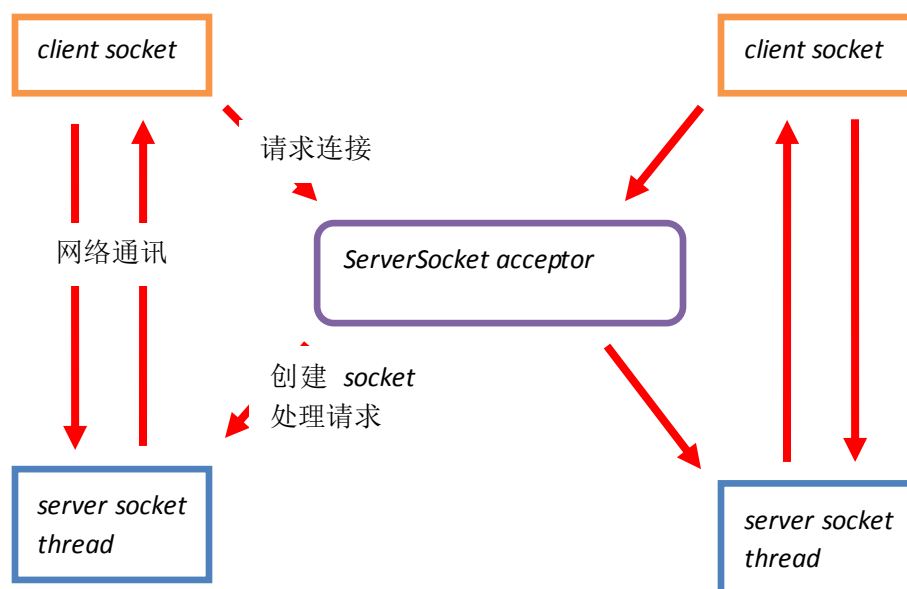 client socket
client socket
请求连接
网络通讯
ServerSocket acceptor
创建 socket
处理请求
server socket
thread
server socket
thread